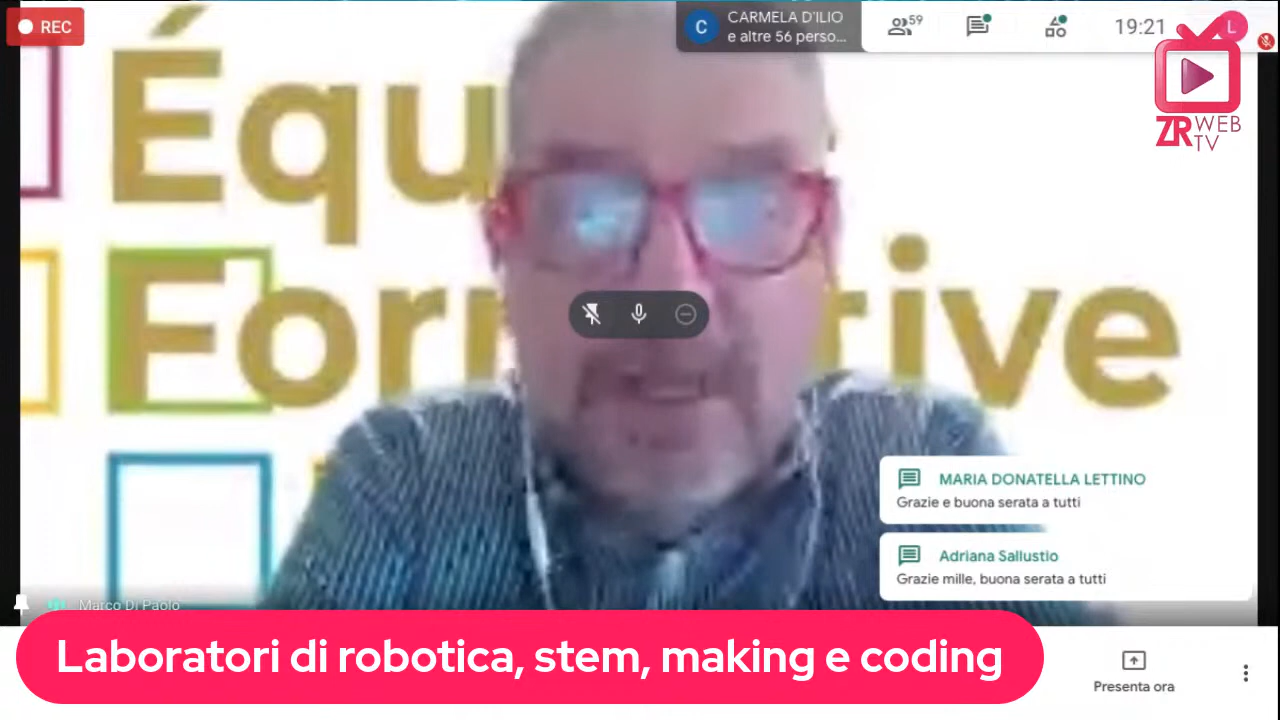 REC
C
CARMELA D'ILIO
e altre 56 perso...
59
19:21
L
ZR WEB
TV
Équ
Form
tive
MARIA DONATELLA LETTINO
Grazie e buona serata a tutti
Adriana Sallustio
Grazie mille, buona serata a tutti
Marco Di Paolo
Laboratori di robotica, stem, making e coding
Presenta ora